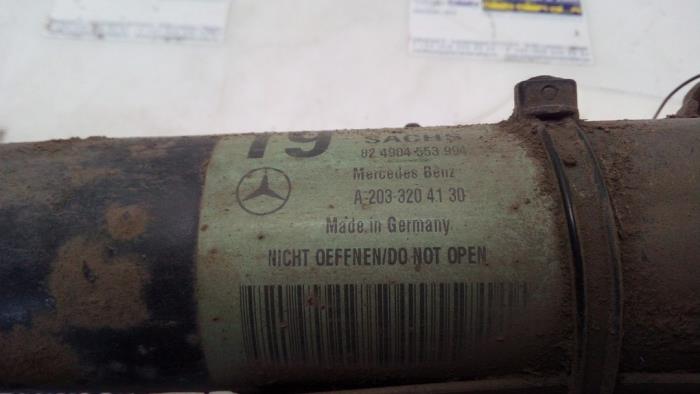 19
SACHS
82 4904 553 994
Mercedes Benz
A 203 320 41 30
Made in Germany
NICHT OEFFNEN/DO NOT OPEN